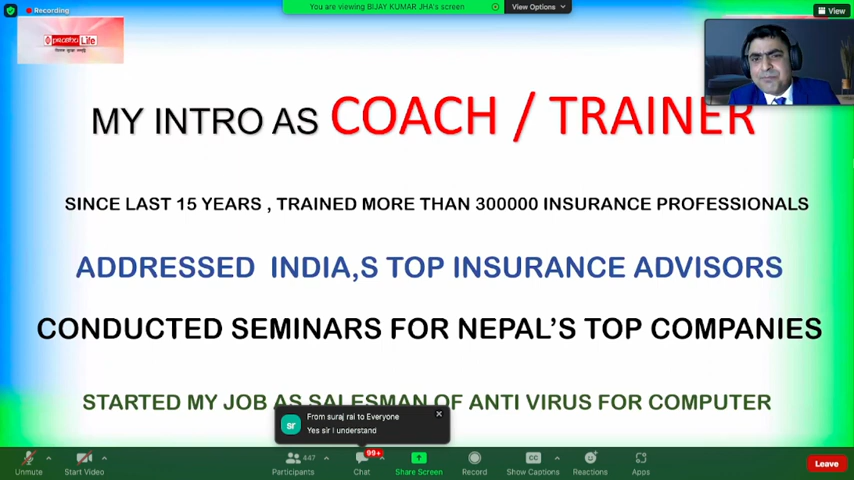 Recording
You are viewing BIJAY KUMAR JHA's screen
View Options
View
Life
MY INTRO AS COACH / TRAINER
SINCE LAST 15 YEARS , TRAINED MORE THAN 300000 INSURANCE PROFESSIONALS
ADDRESSED INDIA,S TOP INSURANCE ADVISORS
CONDUCTED SEMINARS FOR NEPAL'S TOP COMPANIES
STARTED MY JOB AS SALESMAN OF ANTI VIRUS FOR COMPUTER
sr
From suraj rai to Everyone
Yes sir I understand
447
99+
CC
Unmute
Start Video
Participants
Chat
Share Screen
Record
Show Captions
Reactions
Apps
Leave